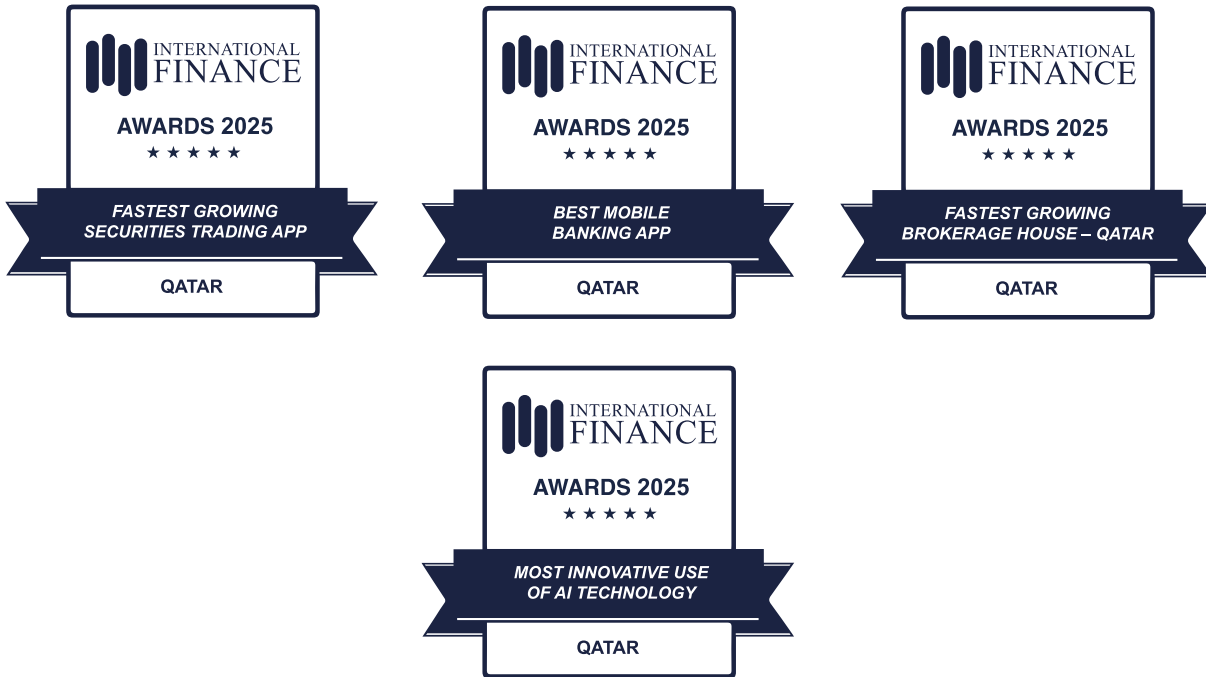 INTERNATIONAL
FINANCE
AWARDS 2025
FASTEST GROWING
SECURITIES TRADING APP
QATAR
INTERNATIONAL
FINANCE
AWARDS 2025
BEST MOBILE
BANKING APP
QATAR
INTERNATIONAL
FINANCE
AWARDS 2025
FASTEST GROWING
BROKERAGE HOUSE – QATAR
QATAR
INTERNATIONAL
FINANCE
AWARDS 2025
MOST INNOVATIVE USE
OF AI TECHNOLOGY
QATAR